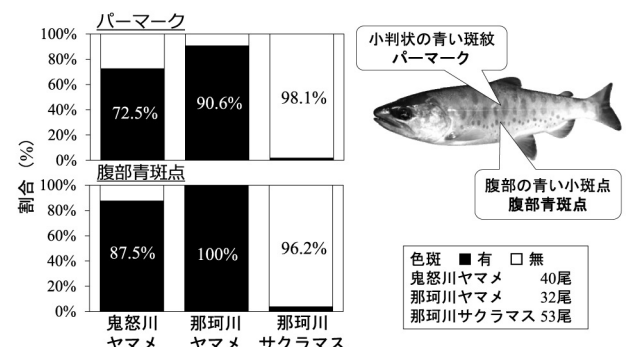 パーマーク
100%
80%
60%
40%
20%
0%
72.5%
90.6%
98.1%
腹部青斑点
100%
80%
60%
40%
20%
0%
87.5%
100%
96.2%
割合（%）
鬼怒川
ヤマメ
那珂川
ヤマメ
那珂川
サクラマス
小判状の青い斑紋
パーマーク
腹部の青い小斑点
腹部青斑点
色斑 ■ 有 □ 無
鬼怒川ヤマメ 40尾
那珂川ヤマメ 32尾
那珂川サクラマス 53尾